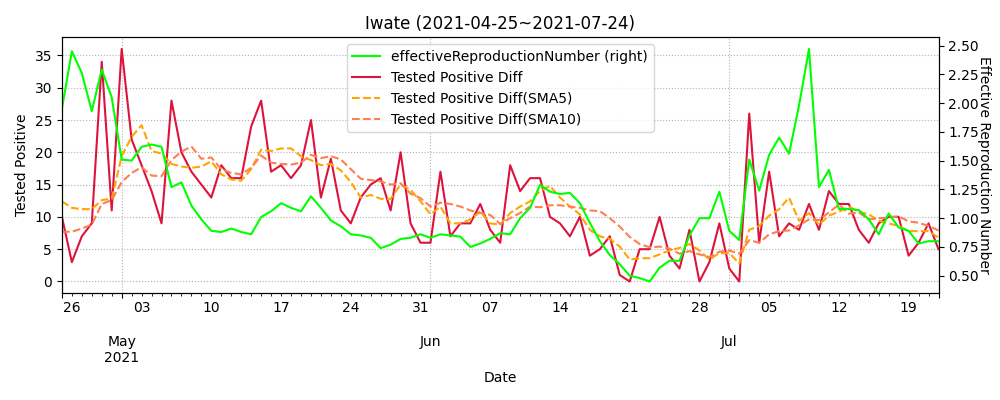 Iwate (2021-04-25~2021-07-24)
effectiveReproductionNumber (right)
Tested Positive Diff
Tested Positive Diff(SMA5)
Tested Positive Diff(SMA10)
Tested Positive
35
30
25
20
15
10
5
0
2.50
2.25
2.00
1.75
1.50
1.25
1.00
0.75
0.50
Effective Reproduction Number
26 03 10 17 24 31 07 14 21 28 05 12 19
May Jun Jul
2021
Date